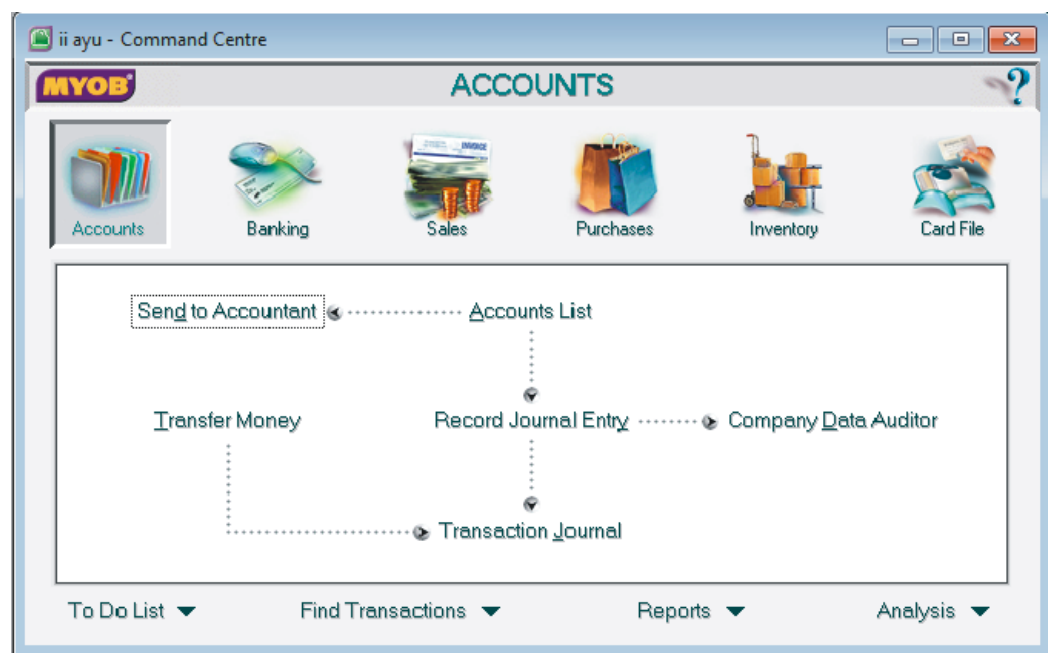 ii ayu - Command Centre
MYOB
ACCOUNTS
?
INVOICE
Accounts Banking Sales Purchases Inventory Card File
Send to Accountant Accounts List
Transfer Money Record Journal Entry Company Data Auditor
Transaction Journal
To Do List Find Transactions Reports Analysis